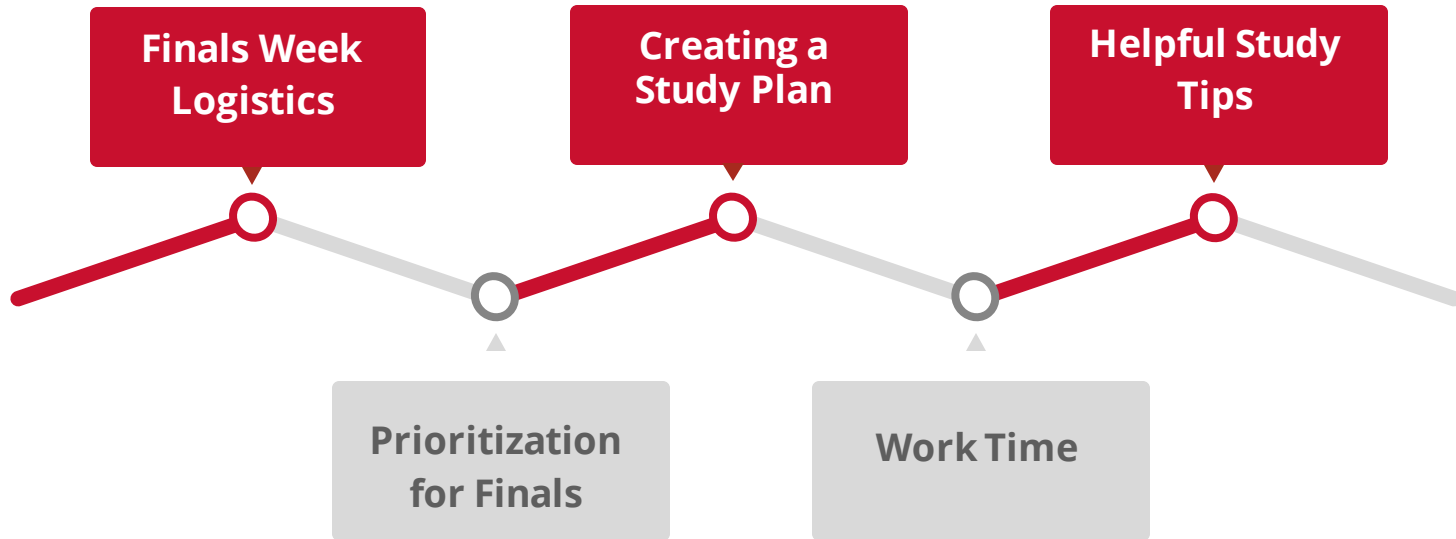 Finals Week
Logistics
Prioritization
for Finals
Creating a
Study Plan
Work Time
Helpful Study
Tips